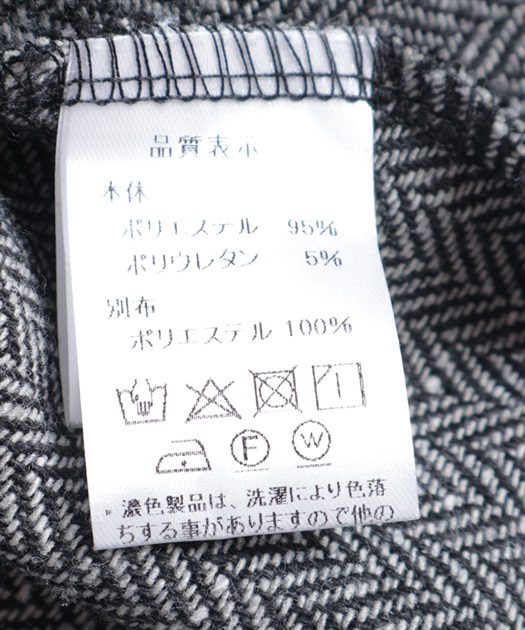 品質表示
本体
ポリエステル 95%
ポリウレタン 5%
別布
ポリエステル 100%
F W
・濃色製品は、洗濯により色落
ちする事がありますので他の